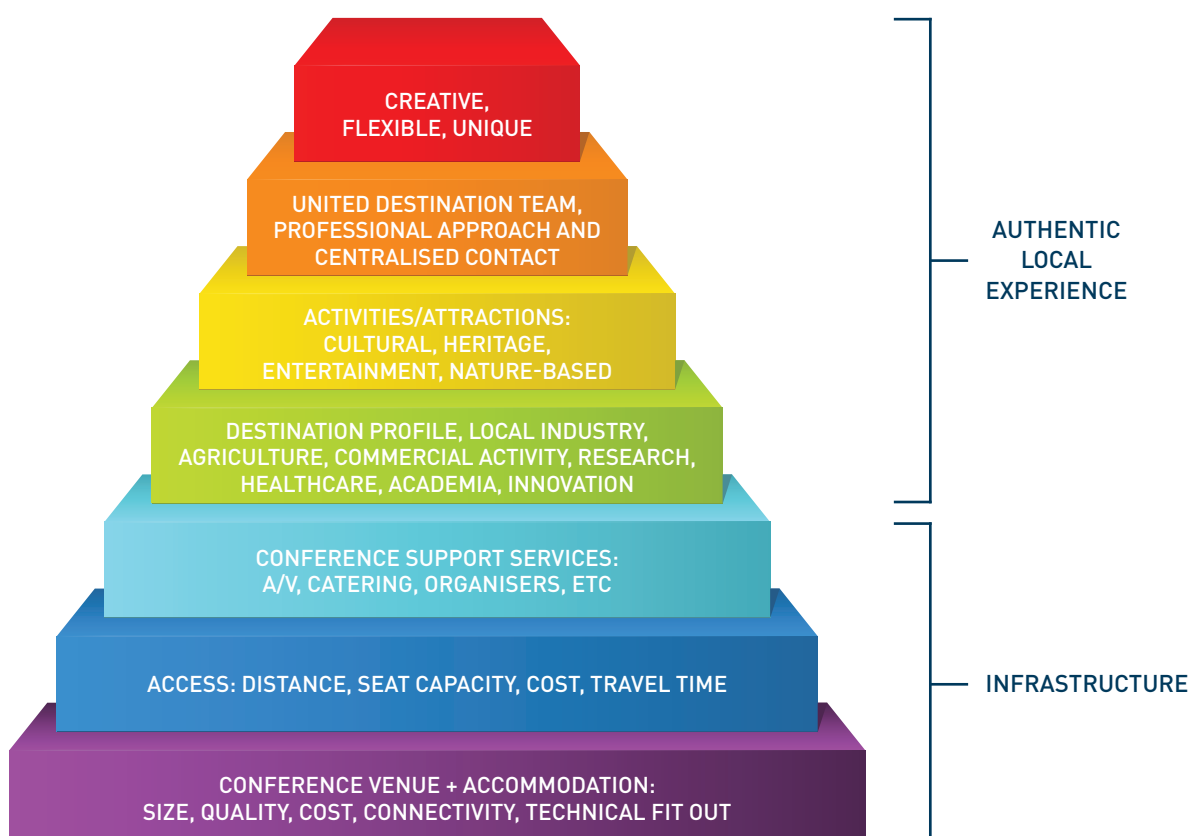 CREATIVE,
FLEXIBLE, UNIQUE
UNITED DESTINATION TEAM,
PROFESSIONAL APPROACH AND
CENTRALISED CONTACT
ACTIVITIES/ATTRACTIONS:
CULTURAL, HERITAGE,
ENTERTAINMENT, NATURE-BASED
DESTINATION PROFILE, LOCAL INDUSTRY,
AGRICULTURE, COMMERCIAL ACTIVITY, RESEARCH,
HEALTHCARE, ACADEMIA, INNOVATION
AUTHENTIC
LOCAL
EXPERIENCE
CONFERENCE SUPPORT SERVICES:
A/V, CATERING, ORGANISERS, ETC
ACCESS: DISTANCE, SEAT CAPACITY, COST, TRAVEL TIME
CONFERENCE VENUE + ACCOMMODATION:
SIZE, QUALITY, COST, CONNECTIVITY, TECHNICAL FIT OUT
INFRASTRUCTURE